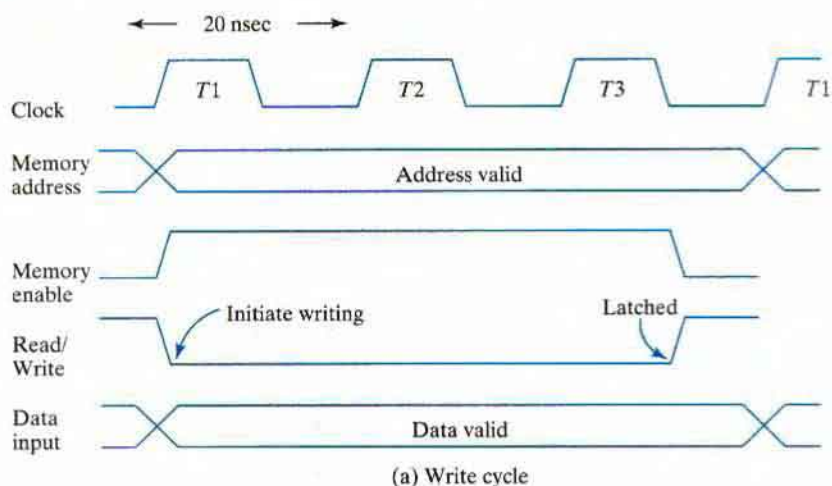 20 nsec
Clock
T1
T2
T3
T1
Memory
address
Address valid
Memory
enable
Initiate writing
Latched
Read/
Write
Data
input
Data valid
(a) Write cycle